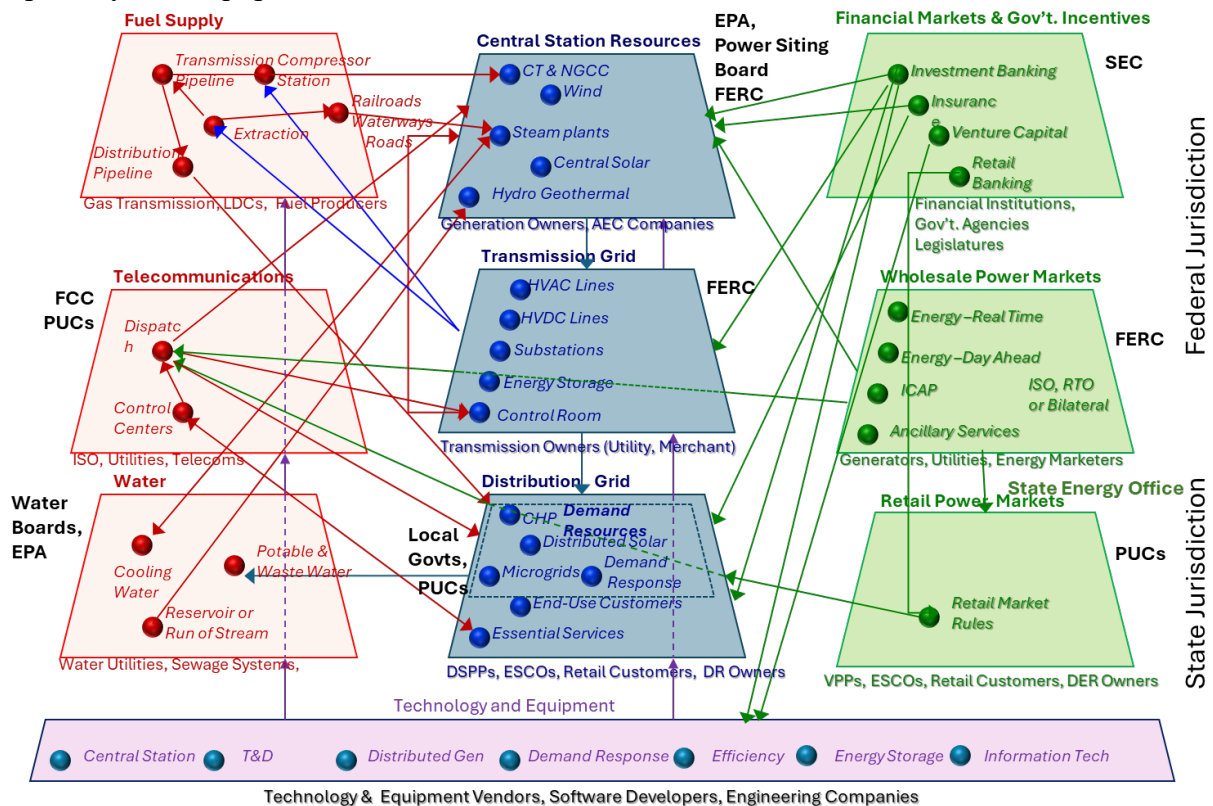 Fuel Supply
Transmission Compressor
Pipeline
Station
Railroads
Waterways
Roads
Extraction
Distribution
Pipeline
Gas Transmission, LDCs, Fuel Producers
Central Station Resources
CT & NGCC
Wind
Steam plants
Central Solar
Hydro Geothermal
Generation Owners, AEC Companies
EPA,
Power Siting
Board
FERC
Financial Markets & Gov't. Incentives
Investment Banking
Insuranc
e
Venture Capital
Retail
Banking
Financial Institutions,
Gov't. Agencies
Legislatures
SEC
Federal Jurisdiction
Telecommunications
FCC
PUCs
Dispatc
h
Control
Centers
ISO, Utilities, Telecoms
Transmission Grid
HVAC Lines
HVDC Lines
Substations
Energy Storage
Control Room
Transmission Owners (Utility, Merchant)
FERC
Wholesale Power Markets
Energy –Real Time
Energy –Day Ahead
ICAP
ISO, RTO
or Bilateral
Ancillary Services
Generators, Utilities, Energy Marketers
FERC
State Energy Office
Water
Water
Boards,
EPA
Cooling
Water
Potable &
Waste Water
Reservoir or
Run of Stream
Water Utilities, Sewage Systems,
Distribution Grid
Local
Govts,
PUCs
CHP
Demand
Resources
Distributed Solar
Microgrids
Demand
Response
End-Use Customers
Essential Services
DSPPs, ESCOs, Retail Customers, DR Owners
Retail Power Markets
PUCs
Retail Market
Rules
VPPs, ESCOs, Retail Customers, DER Owners
State Jurisdiction
Technology and Equipment
Central Station
T&D
Distributed Gen
Demand Response
Efficiency
Energy Storage
Information Tech
Technology & Equipment Vendors, Software Developers, Engineering Companies